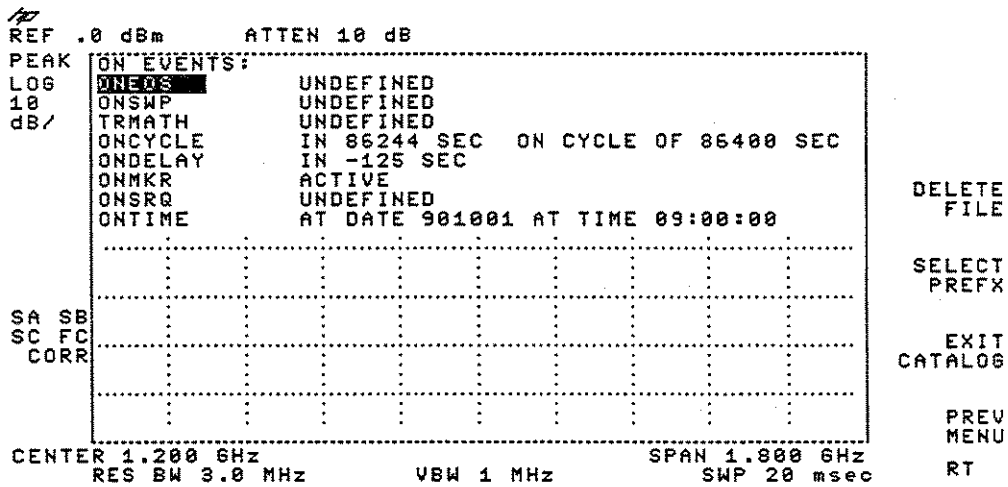 hp
REF .0 dBm ATTEN 10 dB
PEAK
LOG
10
dB/
ON EVENTS:
ONEOS UNDEFINED
ONSWP UNDEFINED
TRMATH UNDEFINED
ONCYCLE IN 86244 SEC ON CYCLE OF 86400 SEC
ONDELAY IN -125 SEC
ONMKR ACTIVE
ONSRQ UNDEFINED
ONTIME AT DATE 901001 AT TIME 09:00:00
SA SB
SC FC
CORR
CENTER 1.200 GHz SPAN 1.800 GHz
RES BW 3.0 MHz VBW 1 MHz SWP 20 msec
DELETE
FILE
SELECT
PREFX
EXIT
CATALOG
PREV
MENU
RT